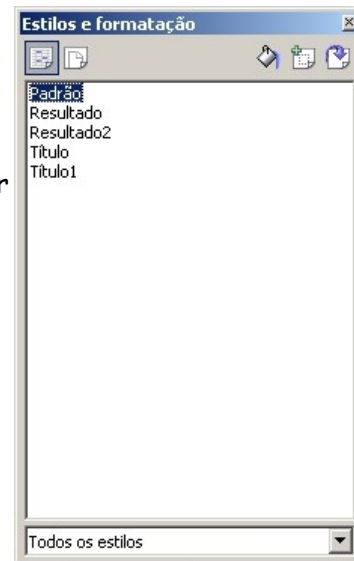 Estilos e formatação
Padrão
Resultado
Resultado2
Título
Título1
r
Todos os estilos